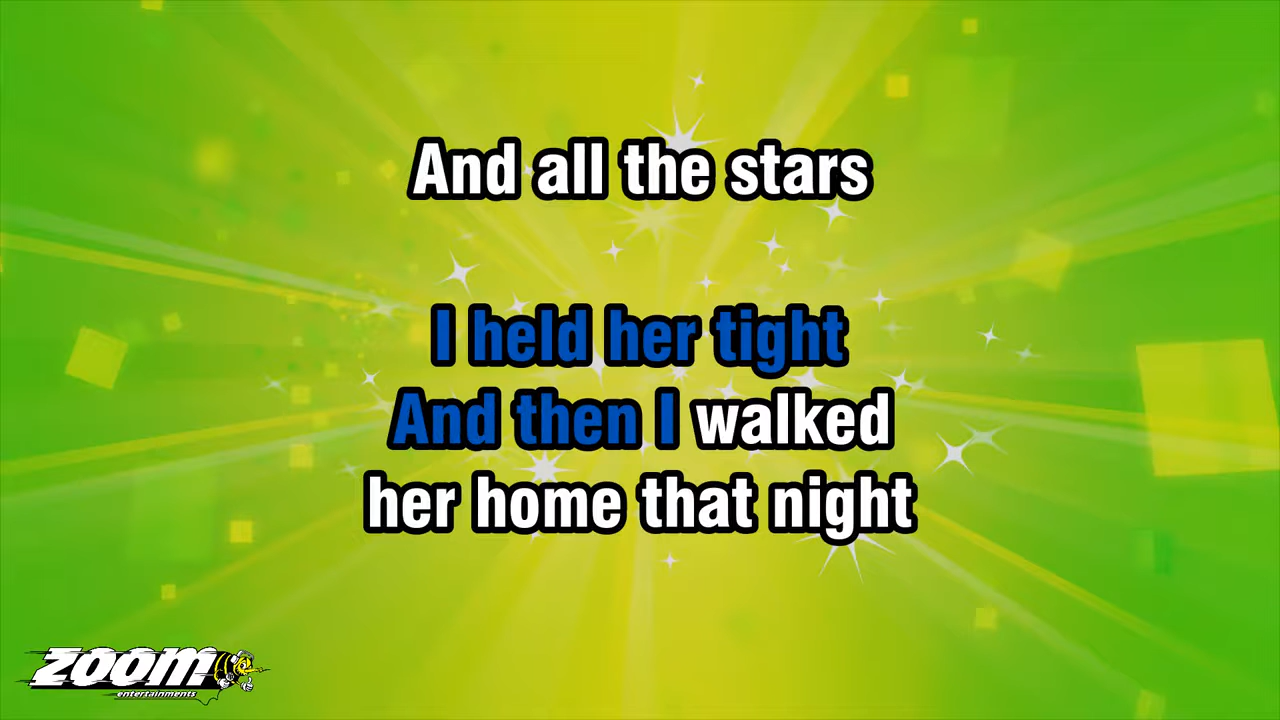 And all the stars
I held her tight
And then I walked
her home that night
ZOOM
entertainments